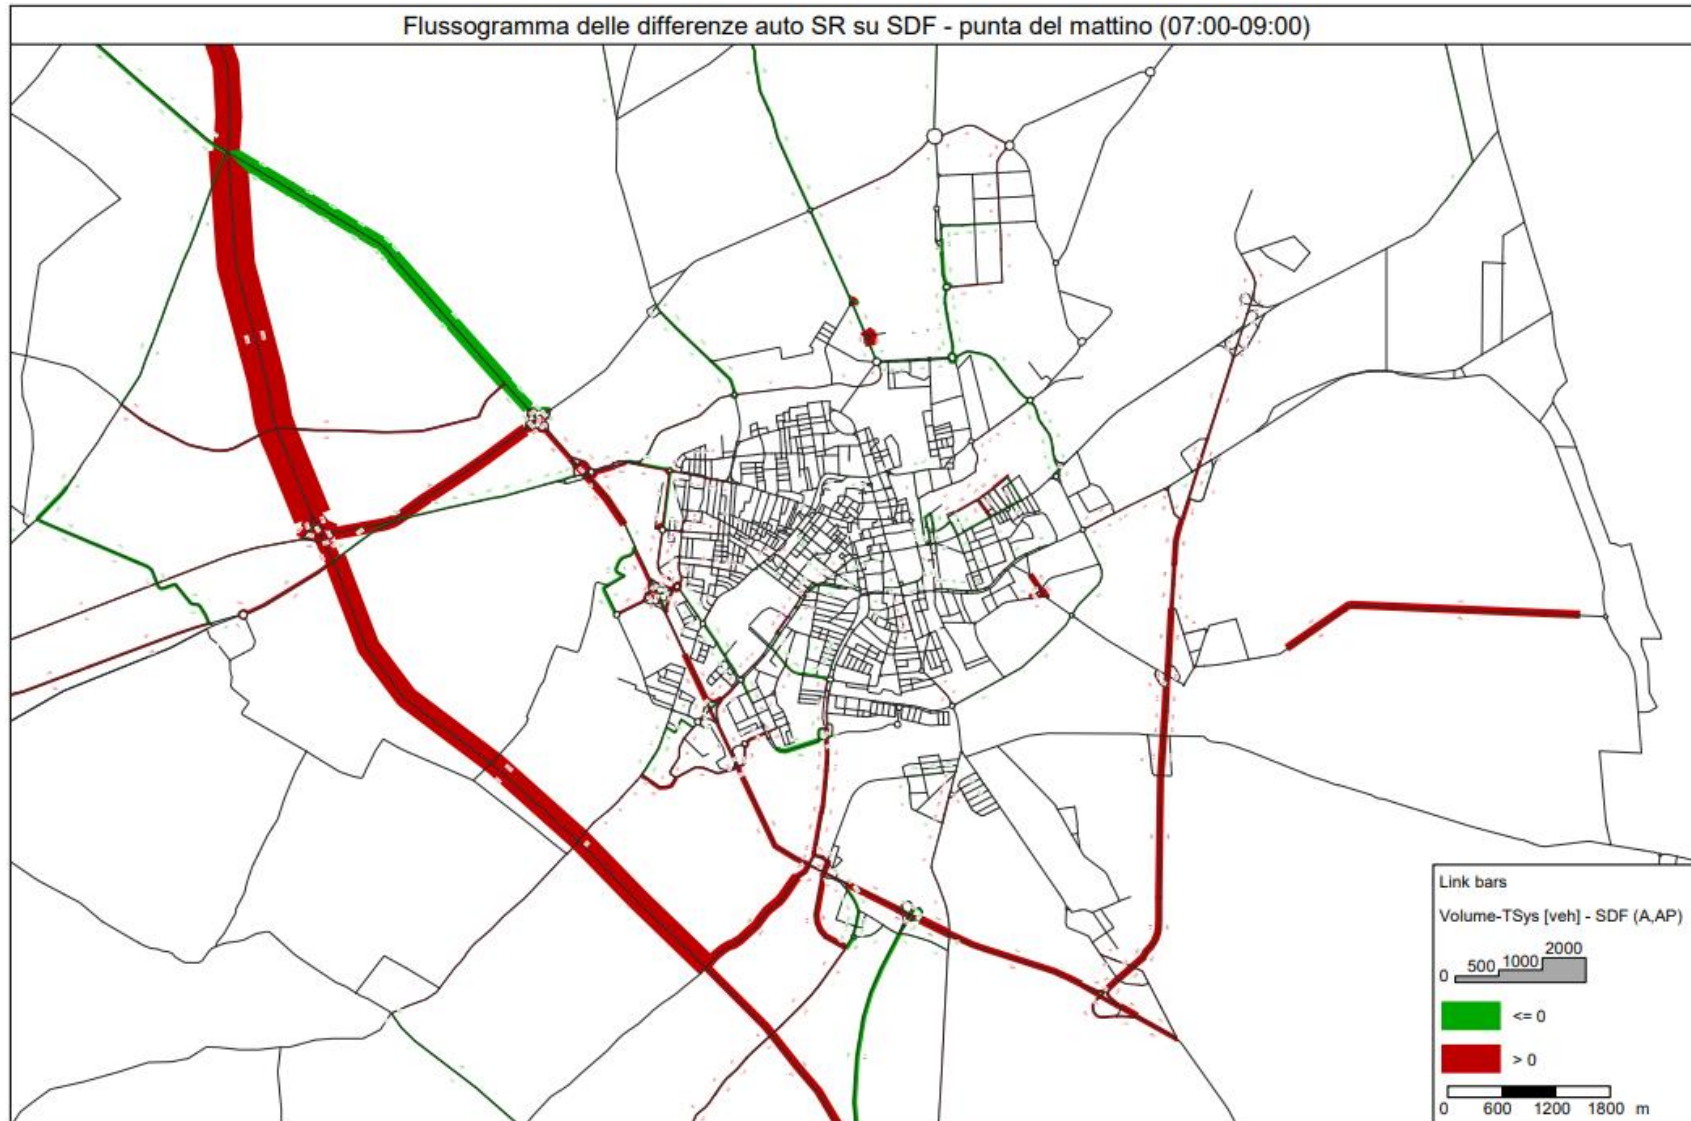 Flussogramma delle differenze auto SR su SDF - punta del mattino (07:00-09:00)
Link bars
Volume-TSys [veh] - SDF (A,AP)
0 500 1000 2000
<= 0
> 0
0 600 1200 1800 m